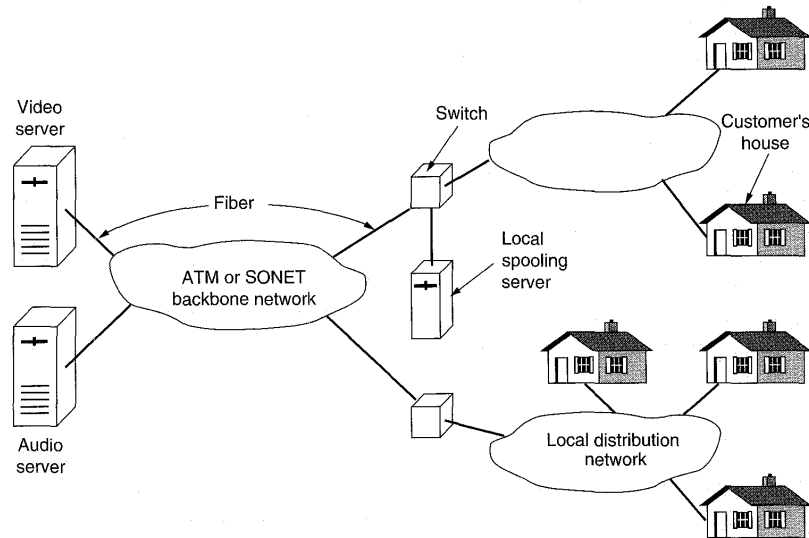 Video
server
Switch
Customer's
house
Fiber
ATM or SONET
backbone network
Local
spooling
server
Audio
server
Local distribution
network